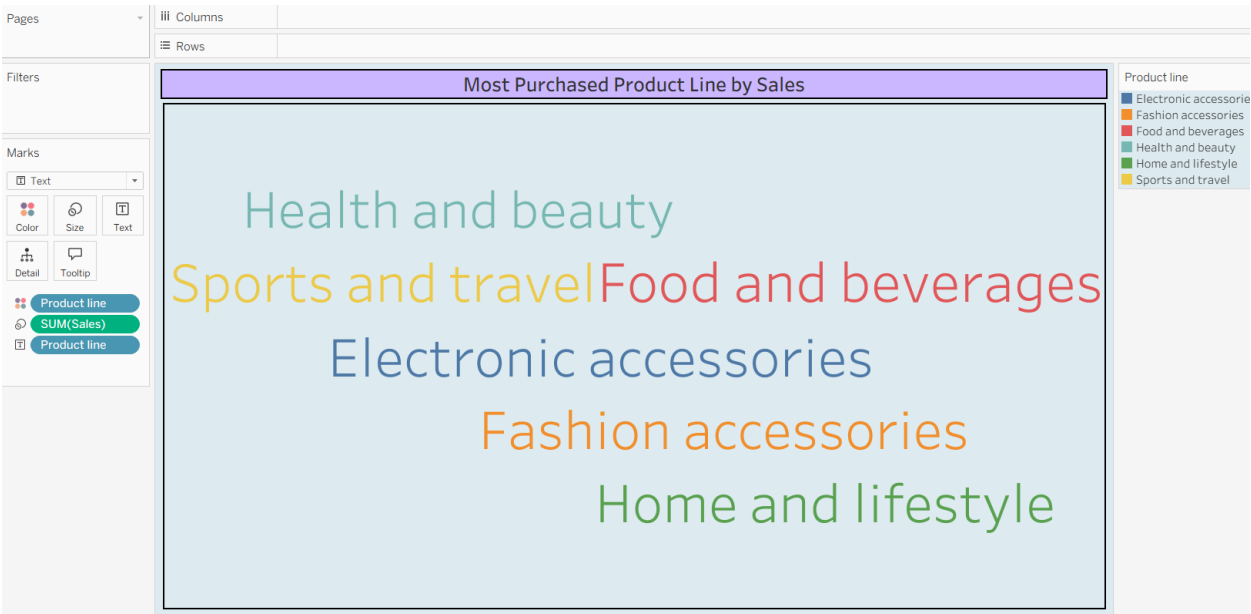 Pages
Columns
Rows
Filters
Marks
Text
Color
Size
Text
Detail
Tooltip
Product line
SUM(Sales)
Product line
Most Purchased Product Line by Sales
Health and beauty
Sports and travel Food and beverages
Electronic accessories
Fashion accessories
Home and lifestyle
Product line
Electronic accessorie
Fashion accessories
Food and beverages
Health and beauty
Home and lifestyle
Sports and travel